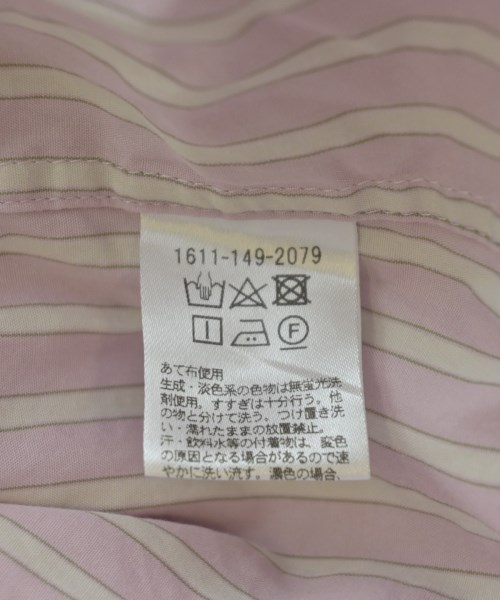 1611-149-2079
F
あて布使用
生成・淡色系の色物は無蛍光洗
剤使用。すすぎは十分行う。他
の物と分けて洗う。つけ置き洗
い・濡れたままの放置禁止。
汗・飲料水等の付着物は、変色
の原因となる場合があるので速
やかに洗い流す。濃色の場合、